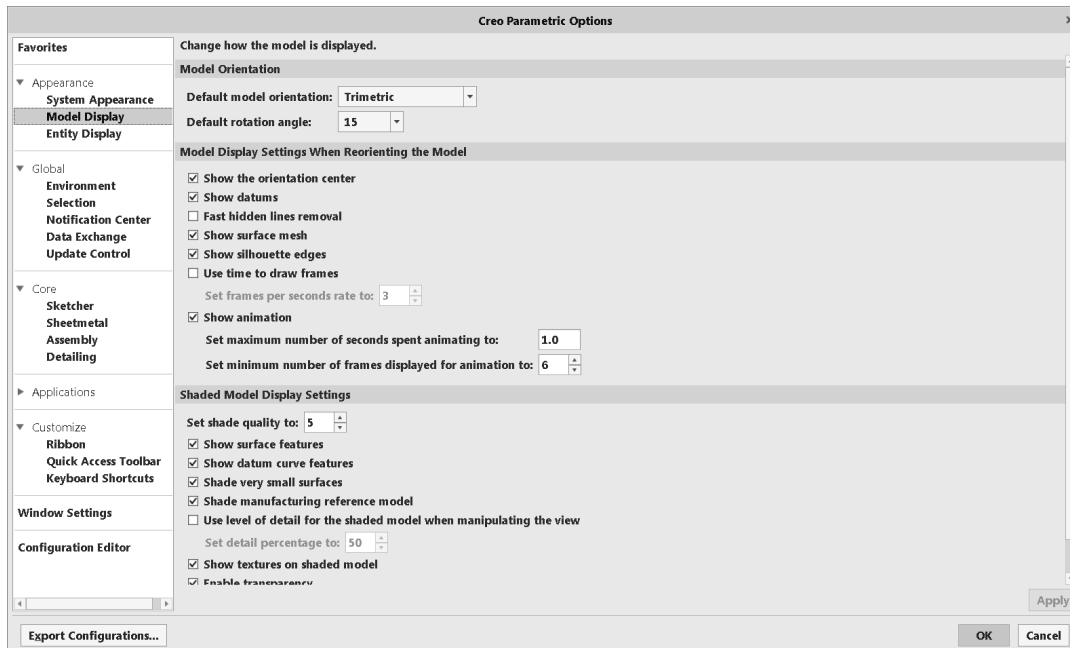 Creo Parametric Options
Favorites
Appearance
System Appearance
Model Display
Entity Display
Global
Environment
Selection
Notification Center
Data Exchange
Update Control
Core
Sketcher
Sheetmetal
Assembly
Detailing
Applications
Customize
Ribbon
Quick Access Toolbar
Keyboard Shortcuts
Window Settings
Configuration Editor
Change how the model is displayed.
Model Orientation
Default model orientation: Trimetric
Default rotation angle: 15
Model Display Settings When Reorienting the Model
Show the orientation center
Show datums
Fast hidden lines removal
Show surface mesh
Show silhouette edges
Use time to draw frames
Set frames per seconds rate to: 3
Show animation
Set maximum number of seconds spent animating to: 1.0
Set minimum number of frames displayed for animation to: 6
Shaded Model Display Settings
Set shade quality to: 5
Show surface features
Show datum curve features
Shade very small surfaces
Shade manufacturing reference model
Use level of detail for the shaded model when manipulating the view
Set detail percentage to: 50
Show textures on shaded model
Enable transparency
Apply
Export Configurations...
OK
Cancel